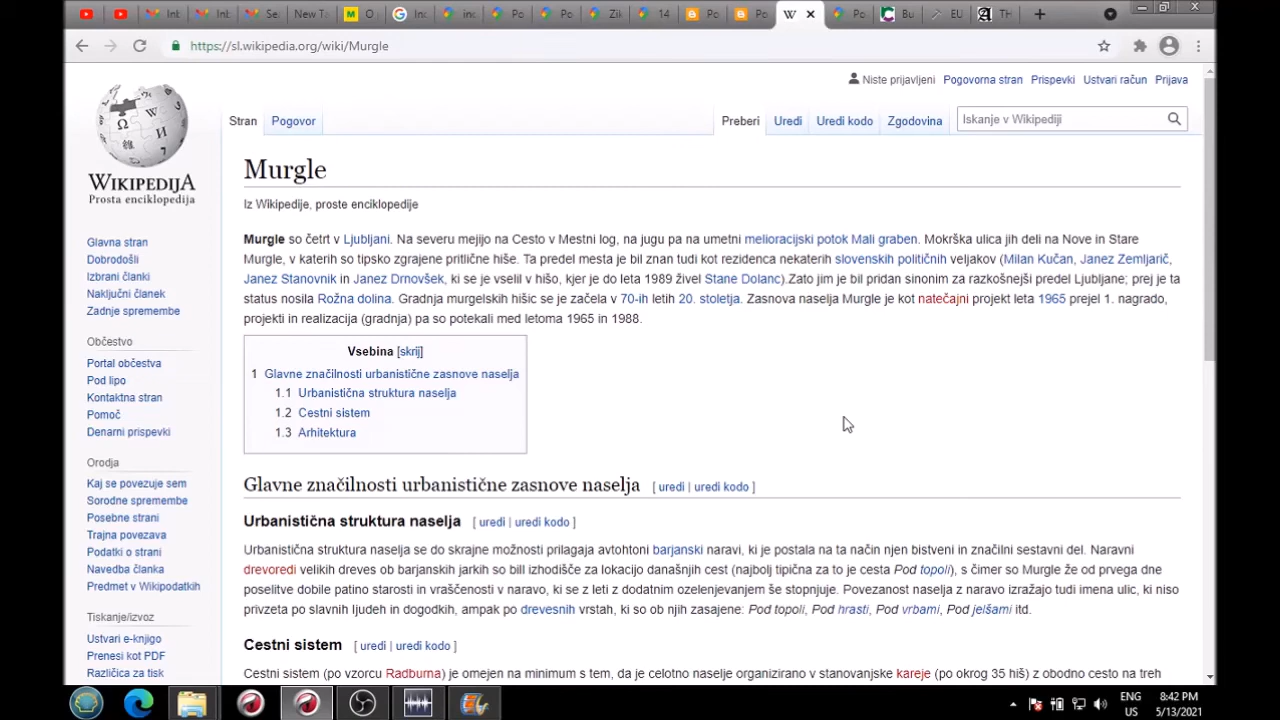 Inb
Inb
Se
New Ta
O
Inc
inc
Po
Po
Zik
14
Po
Po
Po
Bu
EU
TH
https://sl.wikipedia.org/wiki/Murgle
Niste prijavljeni Pogovorna stran Prispevki Ustvari račun Prijava
Stran Pogovor Preberi Uredi Uredi kodo Zgodovina Iskanje v Wikipediji
WIKIPEDIJA
Prosta enciklopedija
Glavna stran
Dobrodošli
Izbrani članki
Naključni članek
Zadnje spremembe
Občestvo
Portal občestva
Pod lipo
Kontaktna stran
Pomoč
Denarni prispevki
Orodja
Kaj se povezuje sem
Sorodne spremembe
Posebne strani
Trajna povezava
Podatki o strani
Navedba članka
Predmet v Wikipodatkih
Tiskanje/izvoz
Ustvari e-knjigo
Prenesi kot PDF
Različica za tisk
Murgle
Iz Wikipedije, proste enciklopedije
Murgle so četrt v Ljubljani. Na severu mejijo na Cesto v Mestni log, na jugu pa na umetni melioracijski potok Mali graben. Mokrška ulica jih deli na Nove in Stare
Murgle, v katerih so tipsko zgrajene pritlične hiše. Ta predel mesta je bil znan tudi kot rezidenca nekaterih slovenskih političnih veljakov (Milan Kučan, Janez Zemljarič,
Janez Stanovnik in Janez Drnovšek, ki se je vselil v hišo, kjer je do leta 1989 živel Stane Dolanc).Zato jim je bil pridan sinonim za razkošnejši predel Ljubljane; prej je ta
status nosila Rožna dolina. Gradnja murgelskih hišic se je začela v 70-ih letih 20. stoletja. Zasnova naselja Murgle je kot natečajni projekt leta 1965 prejel 1. nagrado,
projekti in realizacija (gradnja) pa so potekali med letoma 1965 in 1988.
Vsebina [skrij]
1 Glavne značilnosti urbanistične zasnove naselja
1.1 Urbanistična struktura naselja
1.2 Cestni sistem
1.3 Arhitektura
Glavne značilnosti urbanistične zasnove naselja [ uredi | uredi kodo ]
Urbanistična struktura naselja [ uredi | uredi kodo ]
Urbanistična struktura naselja se do skrajne možnosti prilagaja avtohtoni barjanski naravi, ki je postala na ta način njen bistveni in značilni sestavni del. Naravni
drevoredi velikih dreves ob barjanskih jarkih so bill izhodišče za lokacijo današnjih cest (najbolj tipična za to je cesta Pod topoli), s čimer so Murgle že od prvega dne
poselitve dobile patino starosti in vraščenosti v naravo, ki se z leti z dodatnim ozelenjevanjem še stopnjuje. Povezanost naselja z naravo izražajo tudi imena ulic, ki niso
privzeta po slavnih ljudeh in dogodkih, ampak po drevesnih vrstah, ki so ob njih zasajene: Pod topoli, Pod hrasti, Pod vrbami, Pod jelšami itd.
Cestni sistem [ uredi | uredi kodo ]
Cestni sistem (po vzorcu Radburna) je omejen na minimum s tem, da je celotno naselje organizirano v stanovanjske kareje (po okrog 35 hiš) z obodno cesto na treh
ENG
US
8:42 PM
5/13/2021